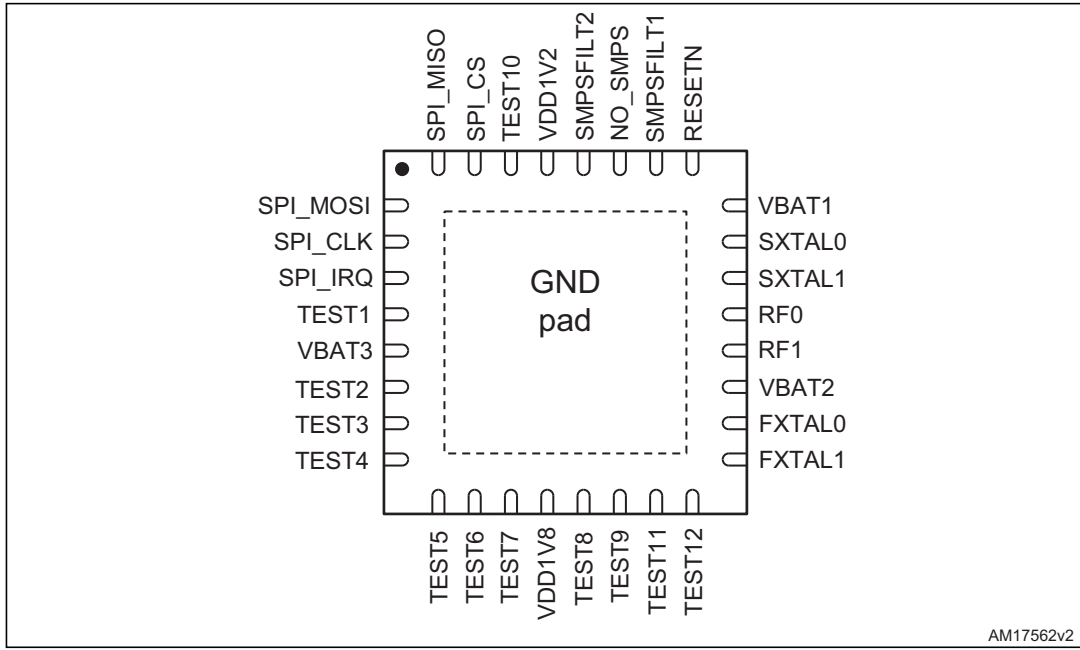 SPI_MISO
SPI_CS
TEST10
VDD1V2
SMPSFILT2
NO_SMPS
SMPSFILT1
RESETN
SPI_MOSI
SPI_CLK
SPI_IRQ
TEST1
VBAT3
TEST2
TEST3
TEST4
GND
pad
VBAT1
SXTAL0
SXTAL1
RF0
RF1
VBAT2
FXTAL0
FXTAL1
TEST5
TEST6
TEST7
VDD1V8
TEST8
TEST9
TEST11
TEST12
AM17562v2